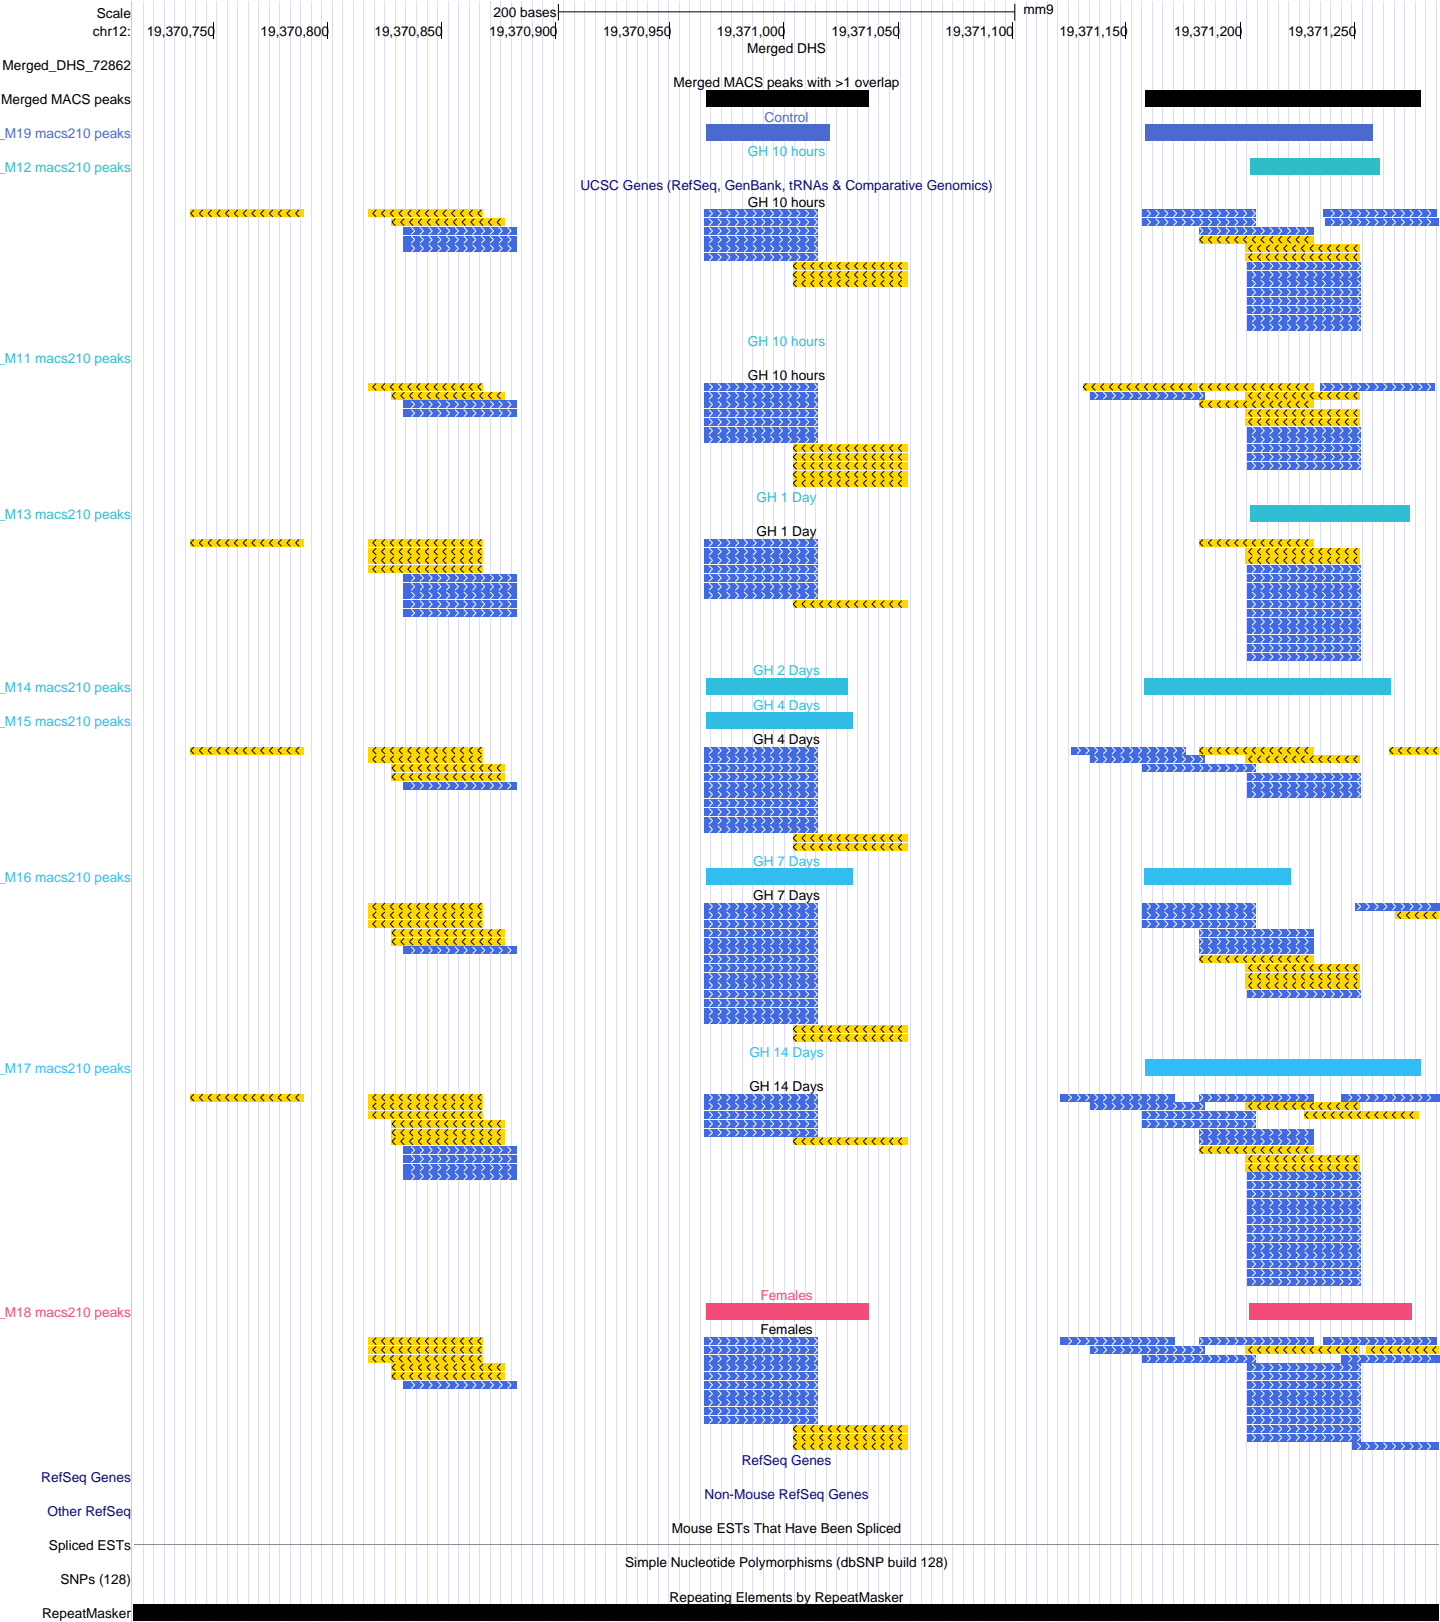 Scale 200 bases mm9
chr12: 19,370,750 19,370,800 19,370,850 19,370,900 19,370,950 19,371,000 19,371,050 19,371,100 19,371,150 19,371,200 19,371,250
Merged DHS
Merged_DHS_72862
Merged MACS peaks with >1 overlap
Merged MACS peaks
Control
_M19 macs210 peaks
GH 10 hours
_M12 macs210 peaks
UCSC Genes (RefSeq, GenBank, tRNAs & Comparative Genomics)
GH 10 hours
GH 10 hours
_M11 macs210 peaks
GH 10 hours
GH 1 Day
_M13 macs210 peaks
GH 1 Day
GH 2 Days
_M14 macs210 peaks
GH 4 Days
_M15 macs210 peaks
GH 4 Days
GH 7 Days
_M16 macs210 peaks
GH 7 Days
GH 14 Days
_M17 macs210 peaks
GH 14 Days
Females
_M18 macs210 peaks
Females
RefSeq Genes
RefSeq Genes
Non-Mouse RefSeq Genes
Other RefSeq
Mouse ESTs That Have Been Spliced
Spliced ESTs
Simple Nucleotide Polymorphisms (dbSNP build 128)
SNPs (128)
Repeating Elements by RepeatMasker
RepeatMasker